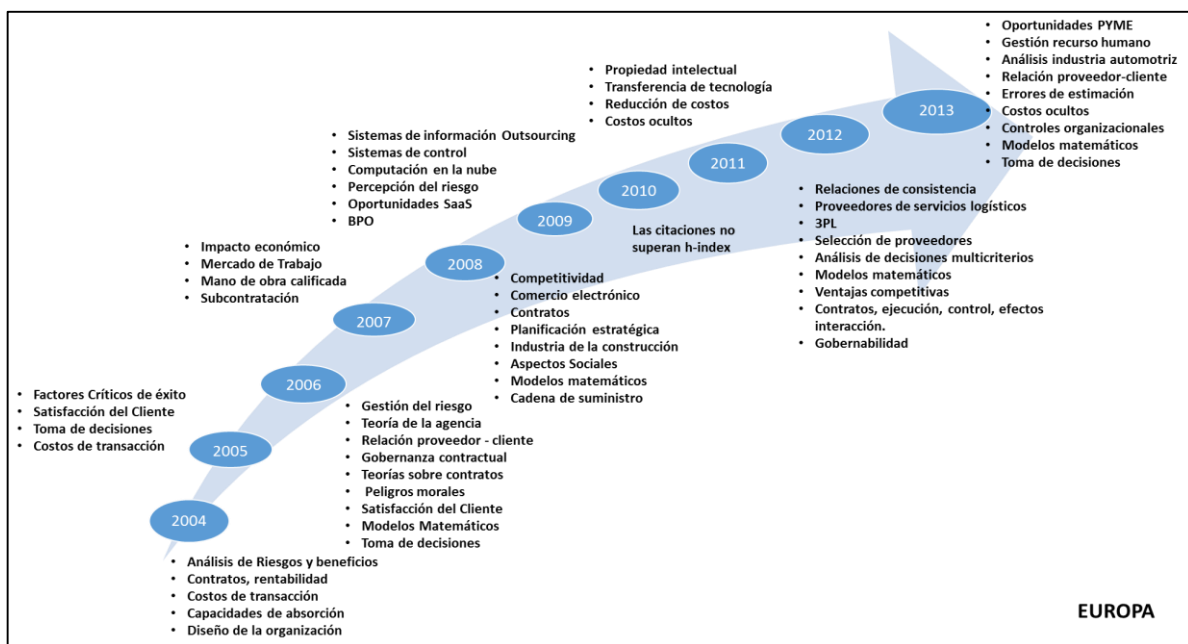 2004
Análisis de Riesgos y beneficios
Contratos, rentabilidad
Costos de transacción
Capacidades de absorción
Diseño de la organización
2005
Factores Críticos de éxito
Satisfacción del Cliente
Toma de decisiones
Costos de transacción
2006
Gestión del riesgo
Teoría de la agencia
Relación proveedor - cliente
Gobernanza contractual
Teorías sobre contratos
Peligros morales
Satisfacción del Cliente
Modelos Matemáticos
Toma de decisiones
2007
Impacto económico
Mercado de Trabajo
Mano de obra calificada
Subcontratación
2008
Competitividad
Comercio electrónico
Contratos
Planificación estratégica
Industria de la construcción
Aspectos Sociales
Modelos matemáticos
Cadena de suministro
2009
Sistemas de información Outsourcing
Sistemas de control
Computación en la nube
Percepción del riesgo
Oportunidades SaaS
BPO
2010
Las citaciones no
superan h-index
2011
Propiedad intelectual
Transferencia de tecnología
Reducción de costos
Costos ocultos
2012
Relaciones de consistencia
Proveedores de servicios logísticos
3PL
Selección de proveedores
Análisis de decisiones multicriterios
Modelos matemáticos
Ventajas competitivas
Contratos, ejecución, control, efectos
interacción.
Gobernabilidad
2013
Oportunidades PYME
Gestión recurso humano
Análisis industria automotriz
Relación proveedor-cliente
Errores de estimación
Costos ocultos
Controles organizacionales
Modelos matemáticos
Toma de decisiones
EUROPA